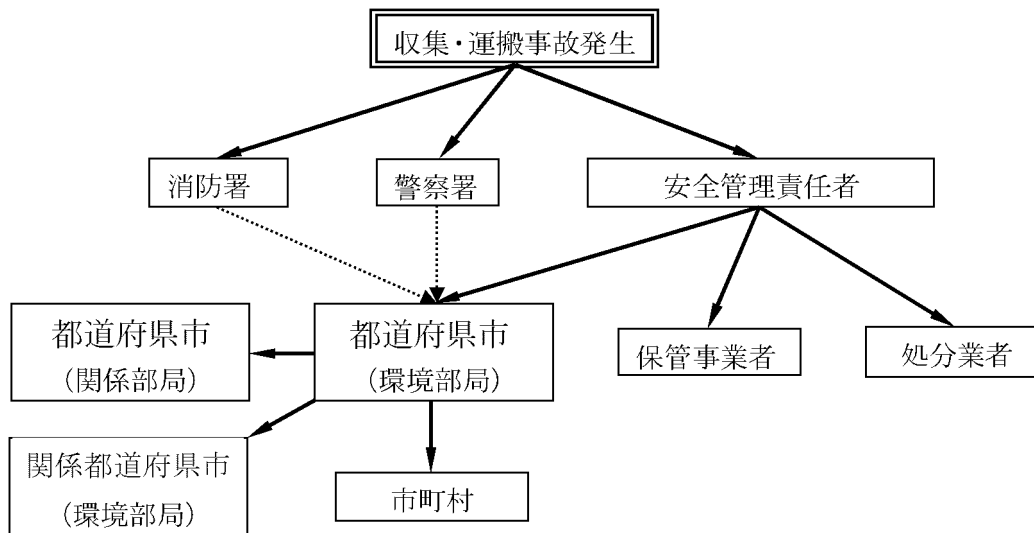 収集・運搬事故発生
消防署
警察署
安全管理責任者
都道府県市
（関係部局）
都道府県市
（環境部局）
保管事業者
処分業者
関係都道府県市
（環境部局）
市町村